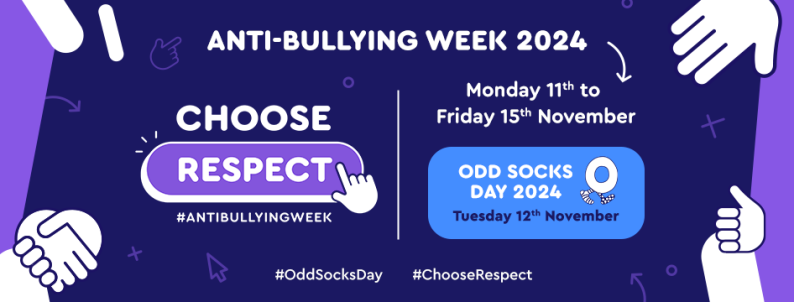 ANTI-BULLYING WEEK 2024
CHOOSE
RESPECT
#ANTIBULLYINGWEEK
Monday 11th to
Friday 15th November
ODD SOCKS
DAY 2024
Tuesday 12th November
#OddSocksDay #ChooseRespect